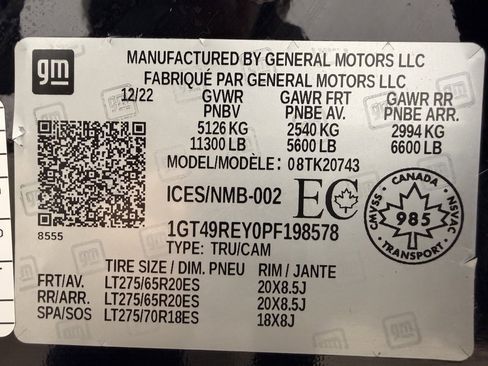 gm
MANUFACTURED BY GENERAL MOTORS LLC
FABRIQUÉ PAR GENERAL MOTORS LLC
12/22 GVWR GAWR FRT GAWR RR
PNBV PNBE AV. PNBE ARR.
5126 KG 2540 KG 2994 KG
11300 LB 5600 LB 6600 LB
MODEL/MODÈLE: 08TK20743
ICES/NMB-002 EC
CANADA
CMVSS 985 NSVAC
TRANSPORT
1GT49REY0PF198578
8555
TYPE: TRU/CAM
TIRE SIZE / DIM. PNEU RIM / JANTE
FRT/AV. LT275/65R20ES 20X8.5J
RR/ARR. LT275/65R20ES 20X8.5J
SPA/SOS LT275/70R18ES 18X8J